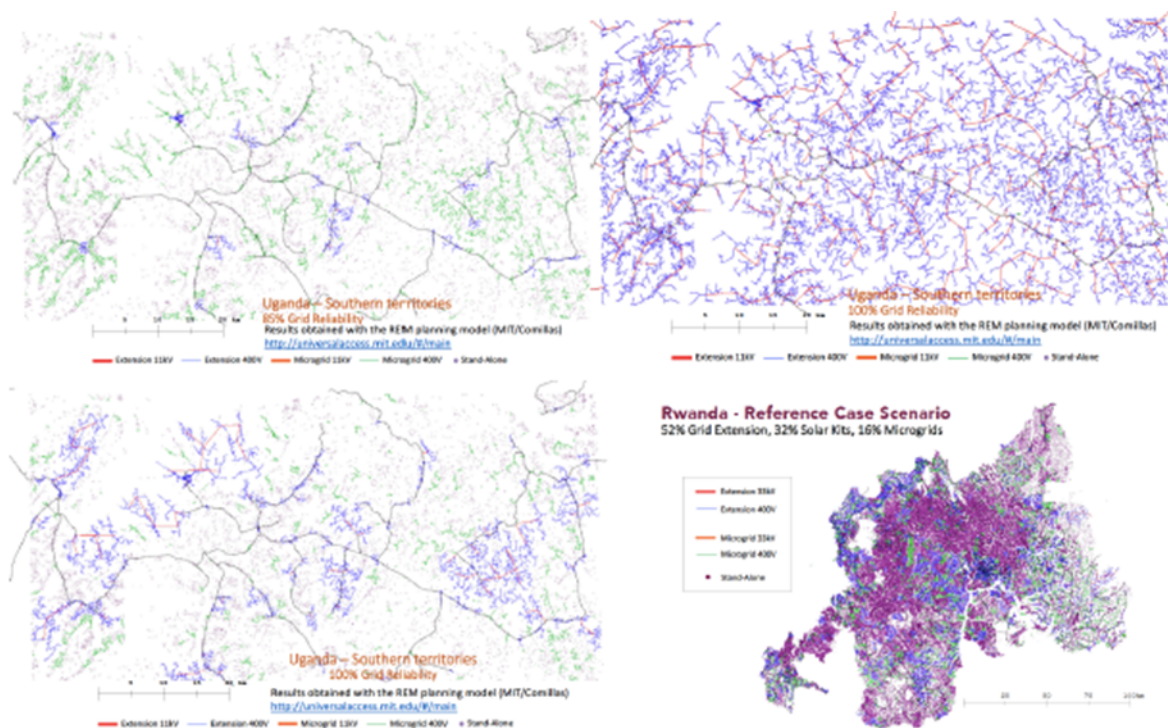 Uganda – Southern territories
85% Grid Reliability
Results obtained with the REM planning model (MIT/Comillas)
http://universalaccess.mit.edu/#/main
Extension 11kV Extension 400V Microgrid 11kV Microgrid 400V Stand-Alone
Uganda – Southern territories
100% Grid Reliability
Results obtained with the REM planning model (MIT/Comillas)
http://universalaccess.mit.edu/#/main
Extension 11kV Extension 400V Microgrid 11kV Microgrid 400V Stand-Alone
Uganda – Southern territories
100% Grid Reliability
Results obtained with the REM planning model (MIT/Comillas)
http://universalaccess.mit.edu/#/main
Extension 11kV Extension 400V Microgrid 11kV Microgrid 400V Stand-Alone
Rwanda - Reference Case Scenario
52% Grid Extension, 32% Solar Kits, 16% Microgrids
Extension 33kV
Extension 400V
Microgrid 33kV
Microgrid 400V
Stand-Alone